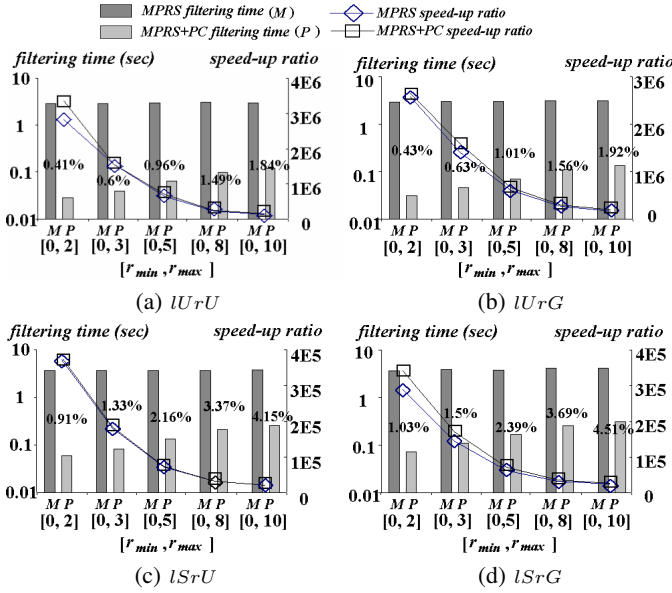 MPRS filtering time (M) MPRS speed-up ratio
MPRS+PC filtering time (P) MPRS+PC speed-up ratio
filtering time (sec) speed-up ratio
10
1
0.1
0.01
4E6
3E6
2E6
1E6
0
0.41%
0.6%
0.96%
1.49%
1.84%
M P M P M P M P M P
[0, 2] [0, 3] [0,5] [0, 8] [0, 10]
[rmin ,rmax]
(a) lUrU
filtering time (sec) speed-up ratio
10
1
0.1
0.01
3E6
2E6
1E6
0
0.43%
0.63%
1.01%
1.56%
1.92%
M P M P M P M P M P
[0, 2] [0, 3] [0,5] [0, 8] [0, 10]
[rmin ,rmax]
(b) lUrG
filtering time (sec) speed-up ratio
10
1
0.1
0.01
4E5
3E5
2E5
1E5
0
0.91%
1.33%
2.16%
3.37%
4.15%
M P M P M P M P M P
[0, 2] [0, 3] [0,5] [0, 8] [0, 10]
[rmin ,rmax]
(c) lSrU
filtering time (sec) speed-up ratio
10
1
0.1
0.01
4E5
3E5
2E5
1E5
0
1.03%
1.5%
2.39%
3.69%
4.51%
M P M P M P M P M P
[0, 2] [0, 3] [0,5] [0, 8] [0, 10]
[rmin ,rmax]
(d) lSrG